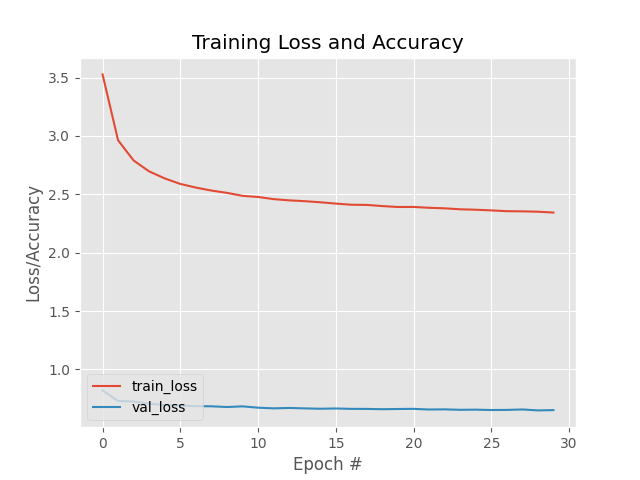 Training Loss and Accuracy
Loss/Accuracy
3.5
3.0
2.5
2.0
1.5
1.0
train_loss
val_loss
0 5 10 15 20 25 30
Epoch #